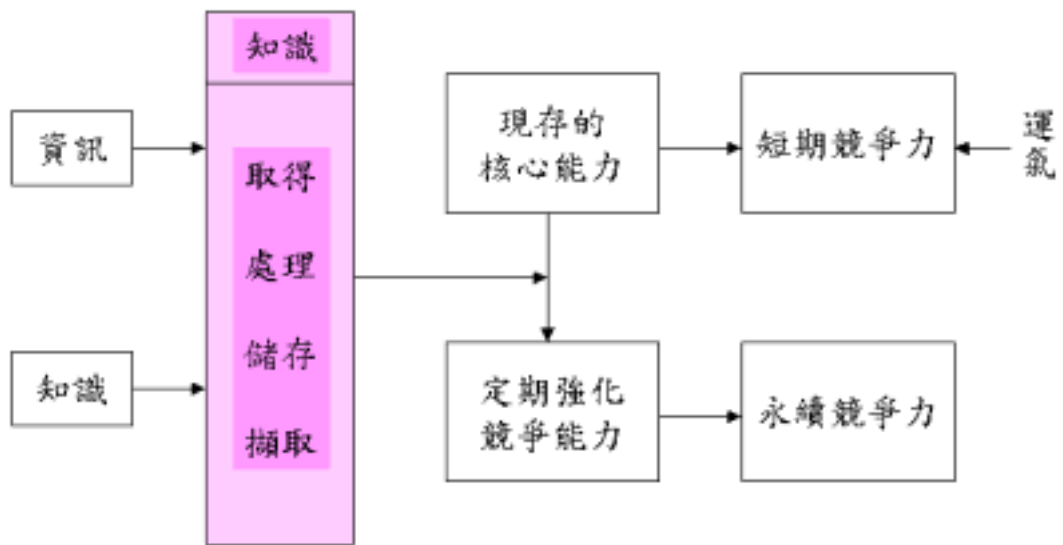 知識
資訊
取得
處理
儲存
擷取
知識
現存的
核心能力
短期競爭力
運
氣
定期強化
競爭能力
永續競爭力